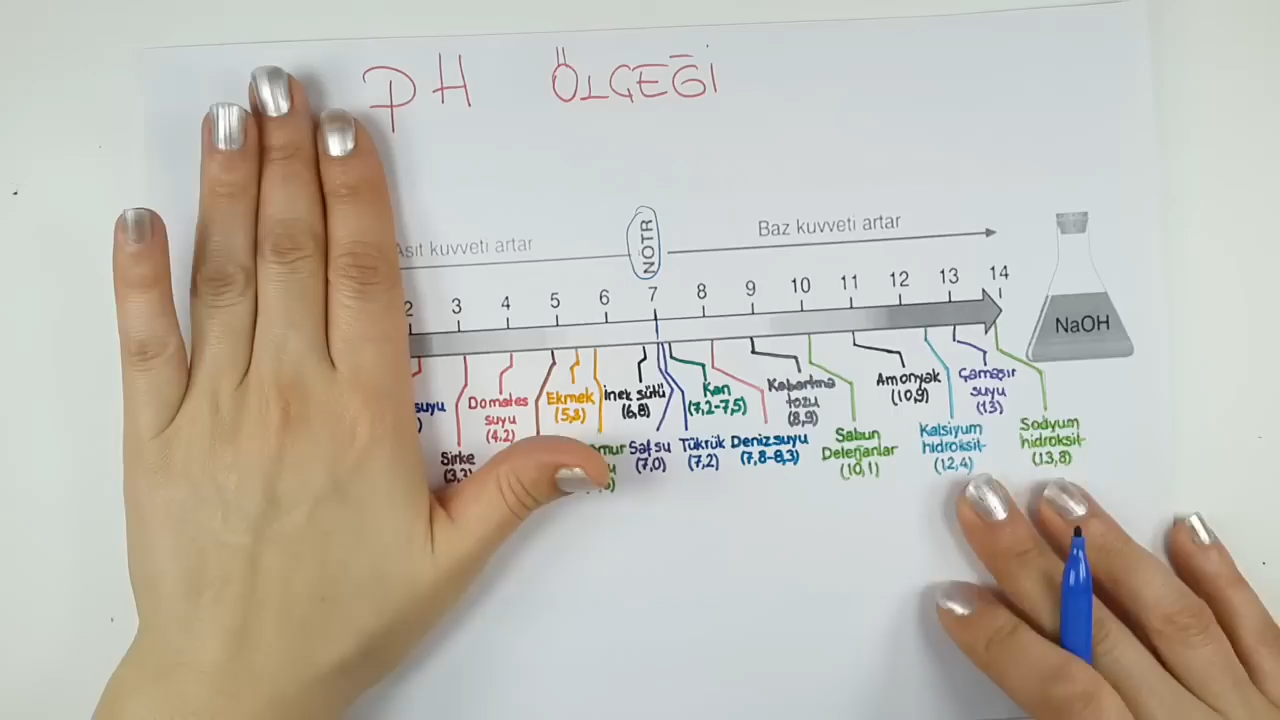 PH ÖLÇEĞİ
Asit kuvveti artar
NÖTR
Baz kuvveti artar
2 3 4 5 6 7 8 9 10 11 12 13 14
NaOH
suyu
)
Sirke
Domates
suyu
(4,2)
Ekmek
(5,3)
İnek sütü
(6,8)
Saf su
(7,0)
Tükrük
(7,2)
Kan
(7,2-7,5)
Deniz suyu
(7,8-8,3)
Kabartma
tozu
(8,9)
Sabun
Deterjanlar
(10,1)
Amonyak
(10,9)
Kalsiyum
hidroksit
(12,4)
Çamaşır
suyu
(13)
Sodyum
hidroksit
(13,8)